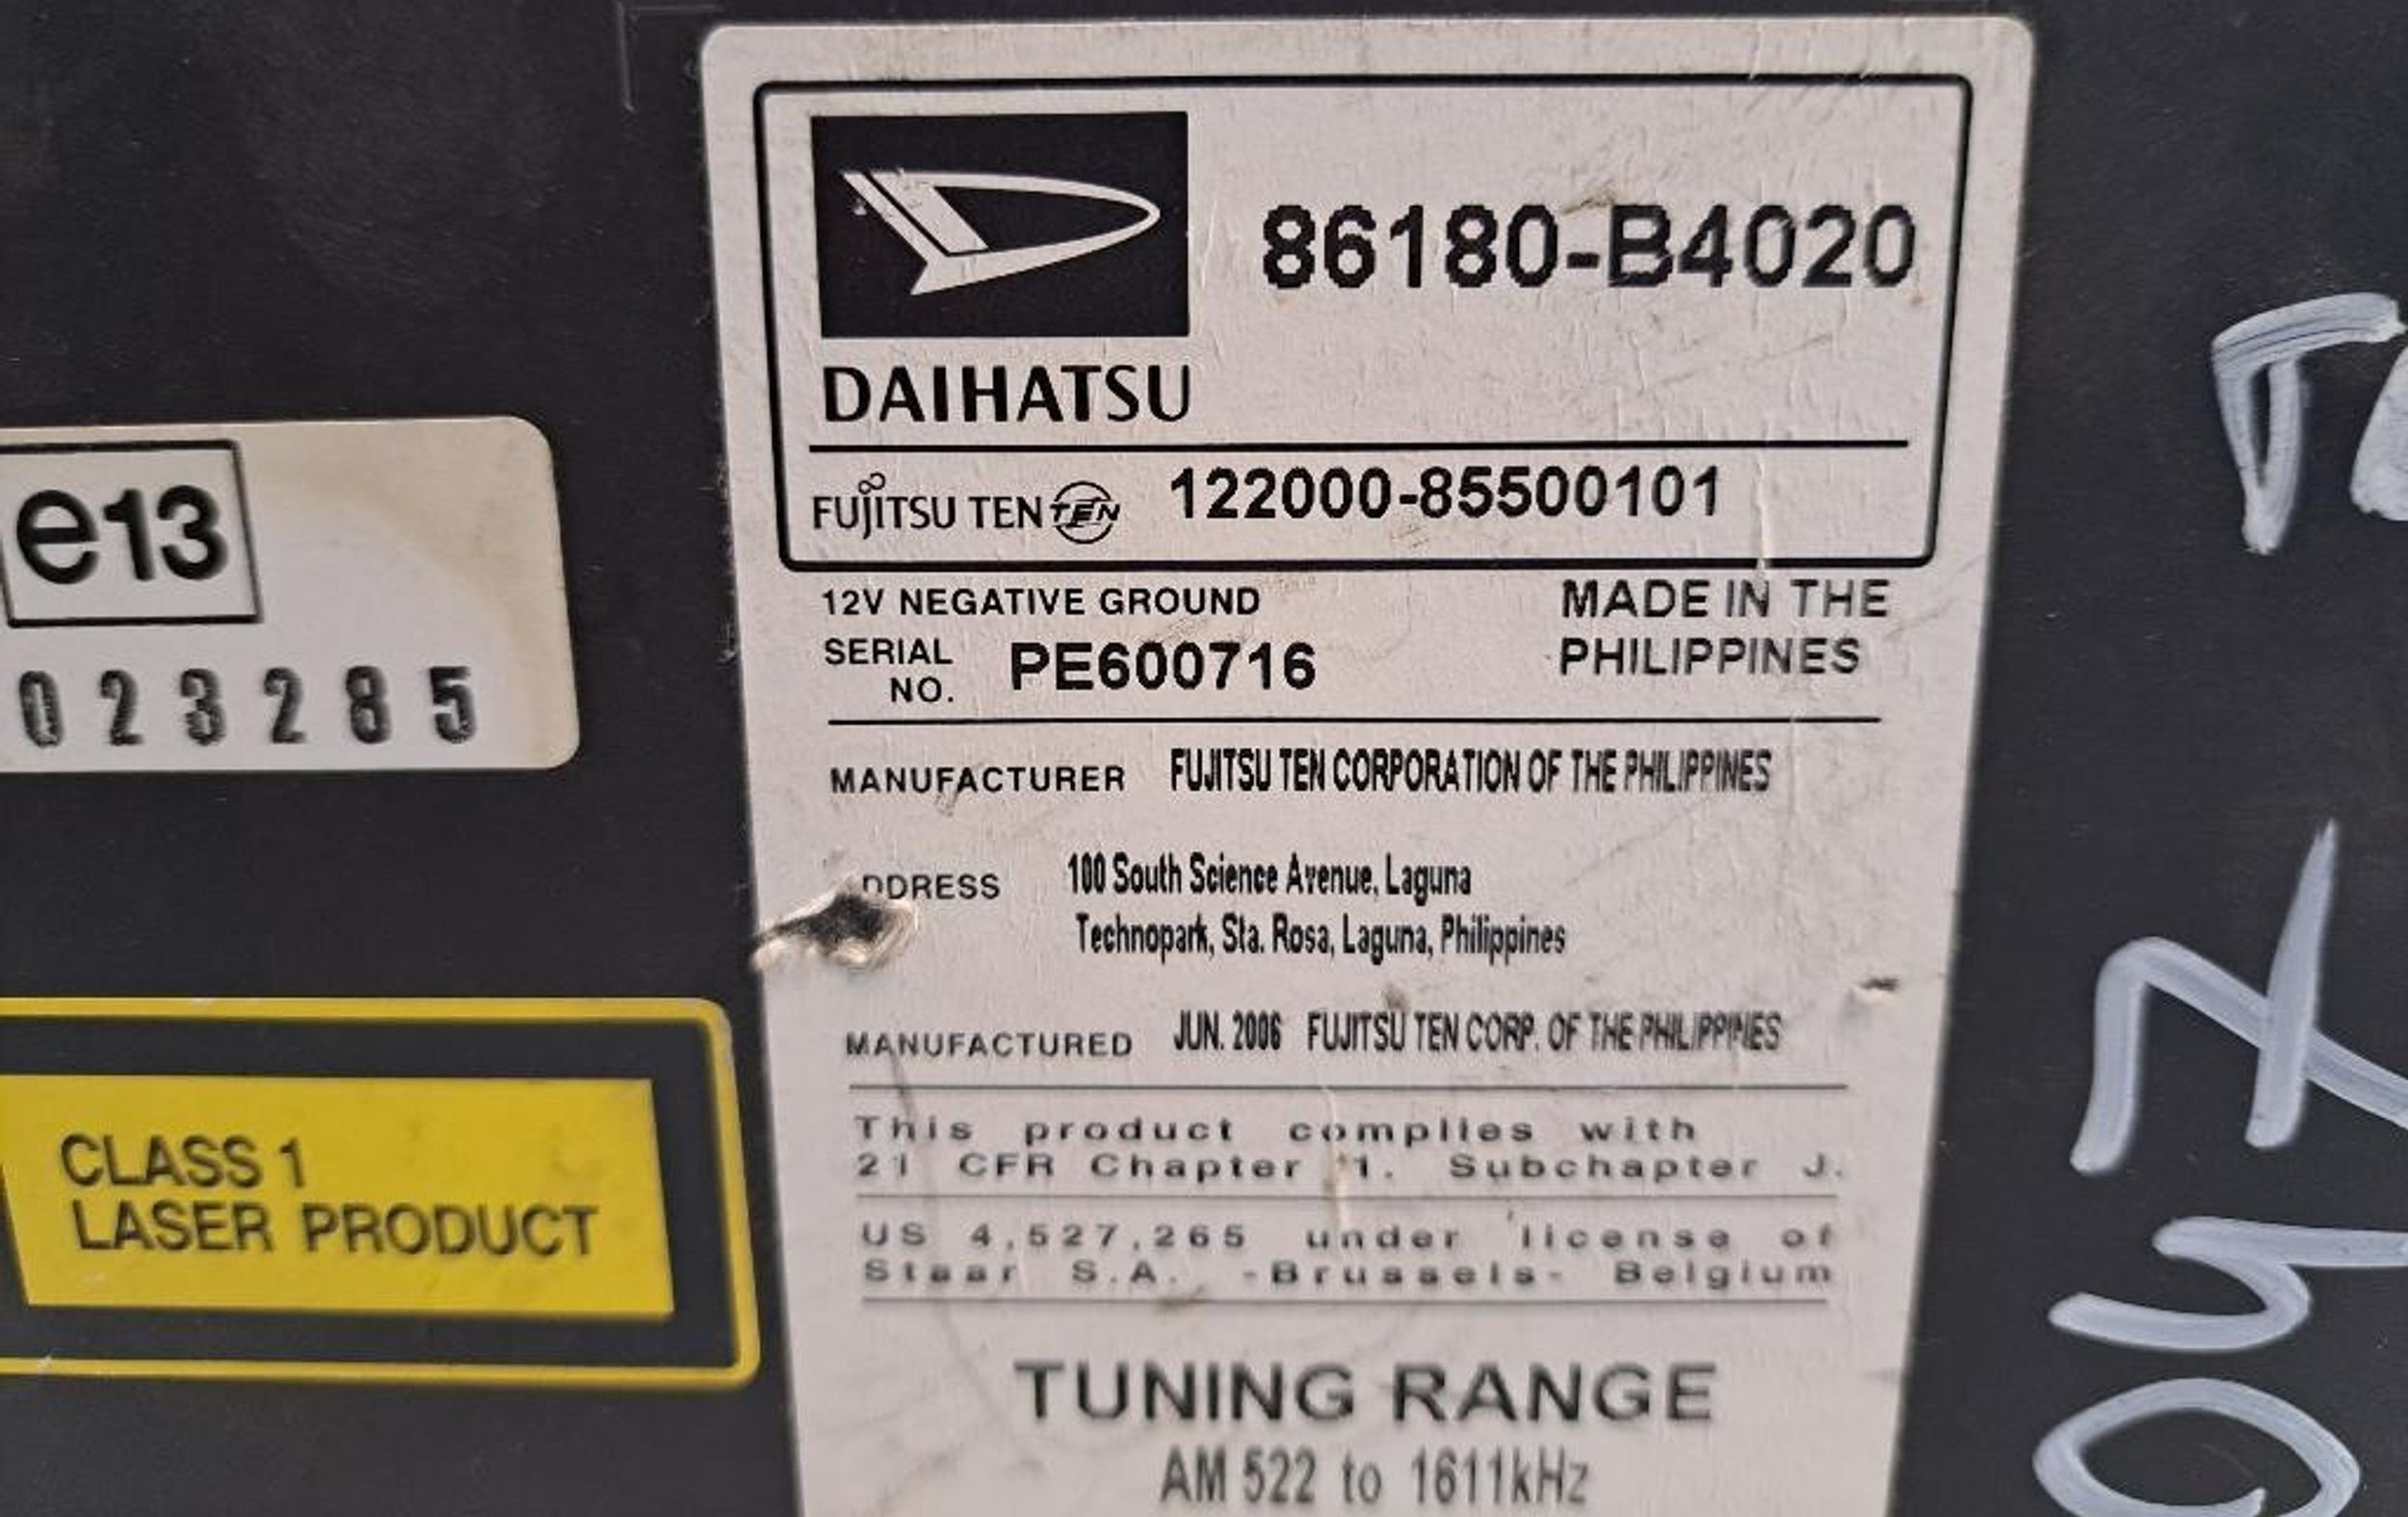 86180-B4020
DAIHATSU
FUJITSU TEN TEN 122000-85500101
12V NEGATIVE GROUND
MADE IN THE
PHILIPPINES
SERIAL
NO. PE600716
MANUFACTURER FUJITSU TEN CORPORATION OF THE PHILIPPINES
DDRESS 100 South Science Avenue, Laguna
Technopark, Sta. Rosa, Laguna, Philippines
MANUFACTURED JUN. 2006 FUJITSU TEN CORP. OF THE PHILIPPINES
This product complies with
21 CFR Chapter 1. Subchapter J.
US 4,527,265 under license of
Staar S.A. -Brussels- Belgium
TUNING RANGE
AM 522 to 1611kHz
e13
023285
CLASS 1
LASER PRODUCT